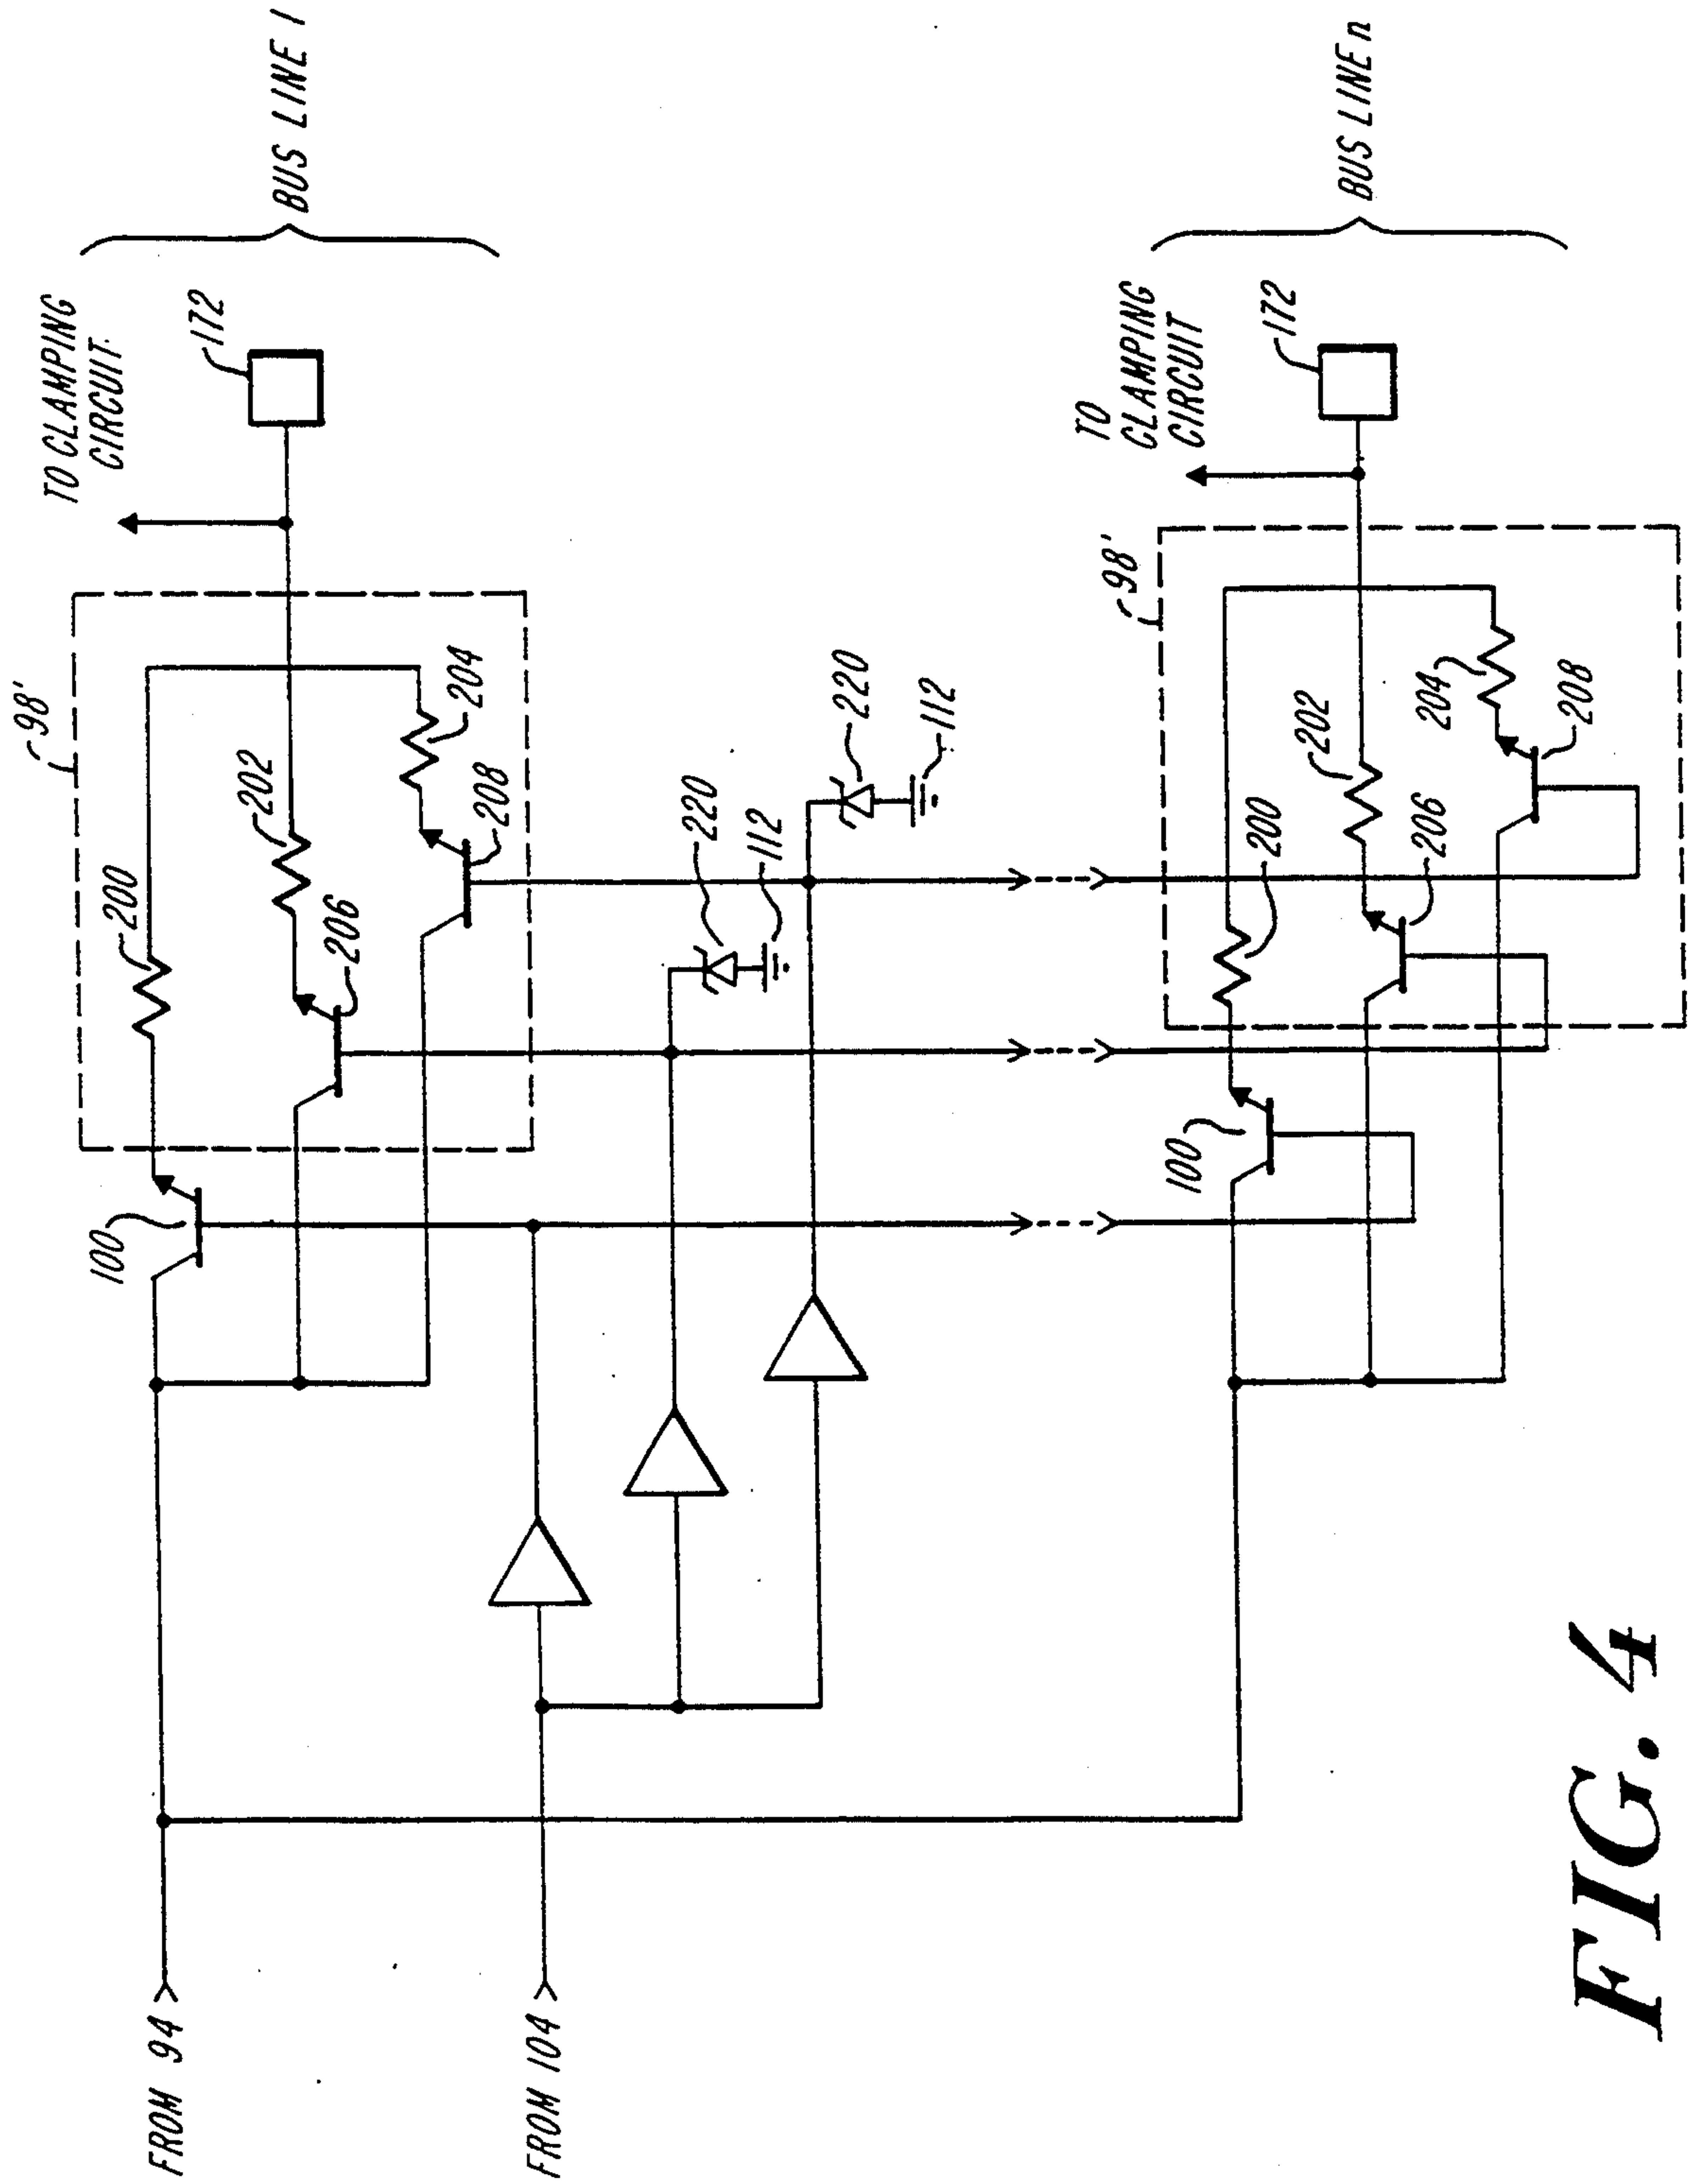 TO CLAMPING
CIRCUIT
172
BUS LINE 1
98'
200
202
204
206
208
100
220
112
220
112
FROM 94
FROM 104
TO
CLAMPING
CIRCUIT
172
BUS LINE n
98'
200
202
204
206
208
100
FIG. 4